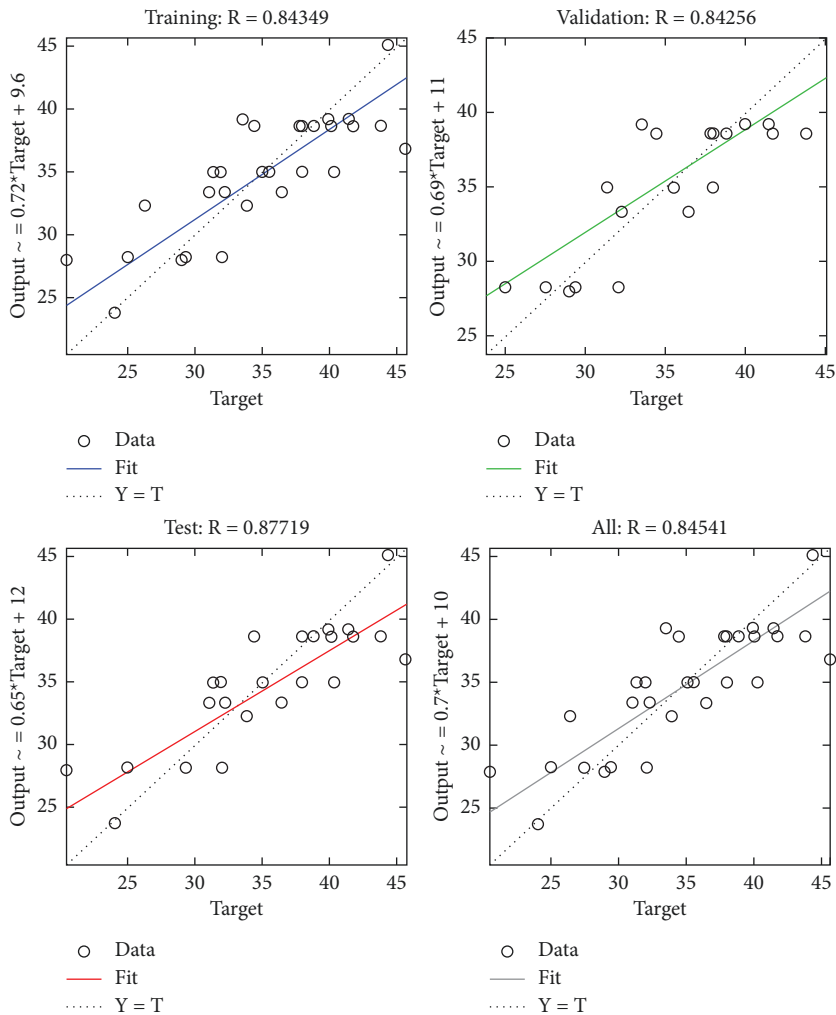 Training: R = 0.84349
Output ~ = 0.72*Target + 9.6
45
40
35
30
25
25 30 35 40 45
Target
Data
Fit
Y = T
Validation: R = 0.84256
Output ~ = 0.69*Target + 11
45
40
35
30
25
25 30 35 40 45
Target
Data
Fit
Y = T
Test: R = 0.87719
Output ~ = 0.65*Target + 12
45
40
35
30
25
25 30 35 40 45
Target
Data
Fit
Y = T
All: R = 0.84541
Output ~ = 0.7*Target + 10
45
40
35
30
25
25 30 35 40 45
Target
Data
Fit
Y = T